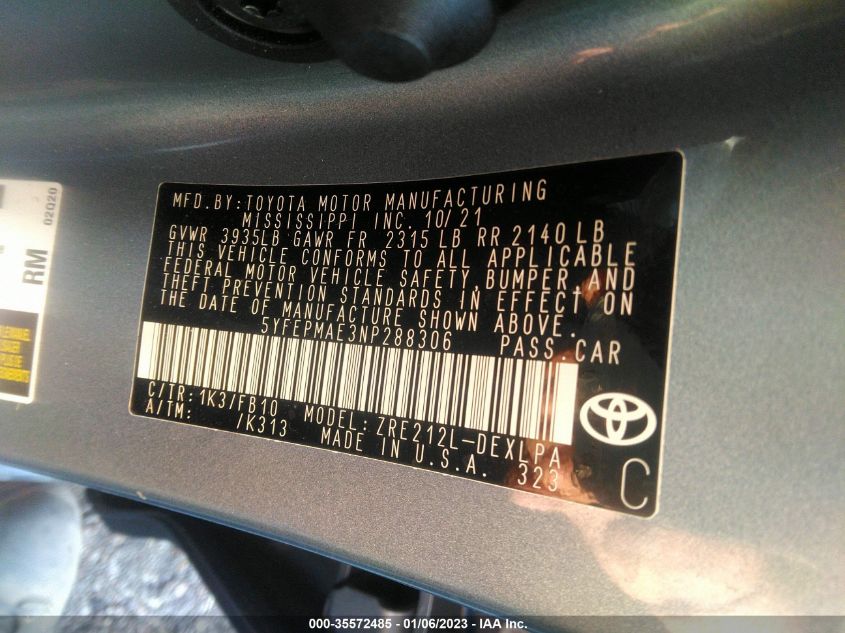 MFD.BY:TOYOTA MOTOR MANUFACTURING
MISSISSIPPI INC. 10/21
GVWR 3935LB GAWR FR 2315 LB RR 2140 LB
THIS VEHICLE CONFORMS TO ALL APPLICABLE
FEDERAL MOTOR VEHICLE SAFETY, BUMPER, AND
THEFT PREVENTION STANDARDS IN EFFECT ON
THE DATE OF MANUFACTURE SHOWN ABOVE.
5YFEPMAE3NP288306 PASS.CAR
C/TR: 1K3/FB10 MODEL: ZRE212L-DEXLPA
A/TM: /K313 MADE IN U.S.A. 323
C
02Q20
RM
PLUS DE
000-35572485 - 01/06/2023 - IAA Inc.